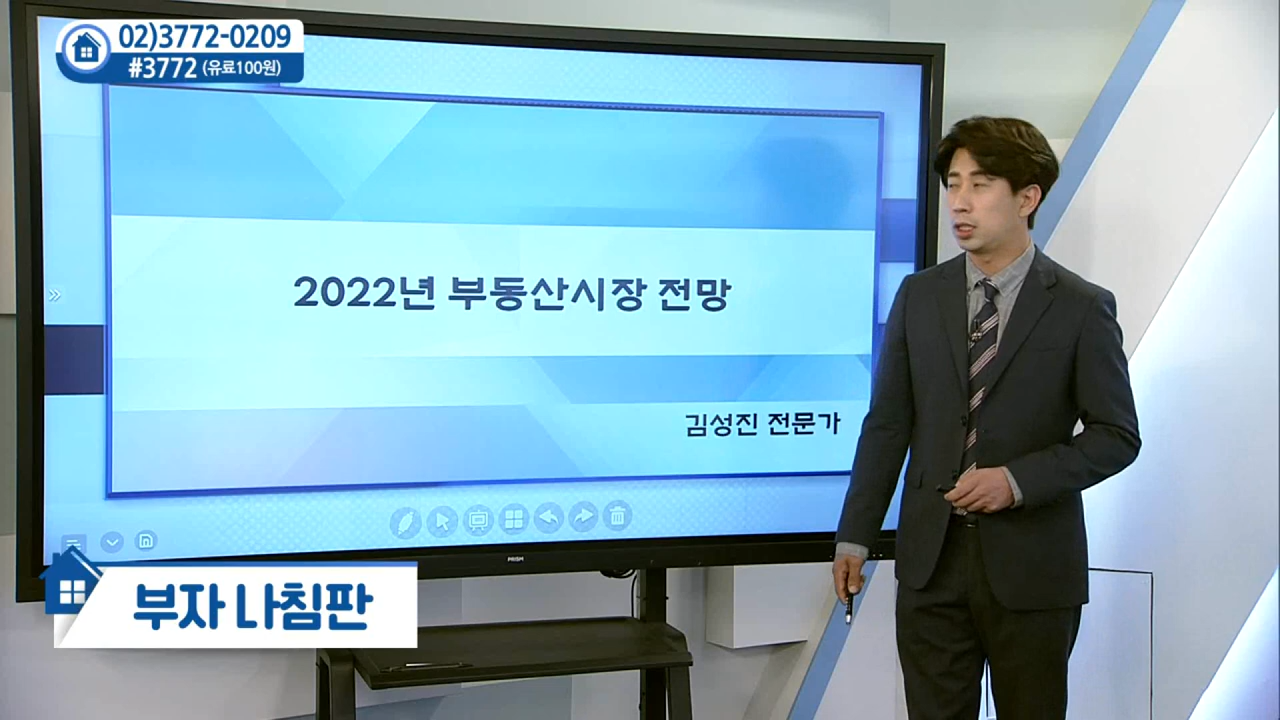 02)3772-0209
#3772 (유료100원)
2022년 부동산시장 전망
김성진 전문가
PRISM
부자 나침판